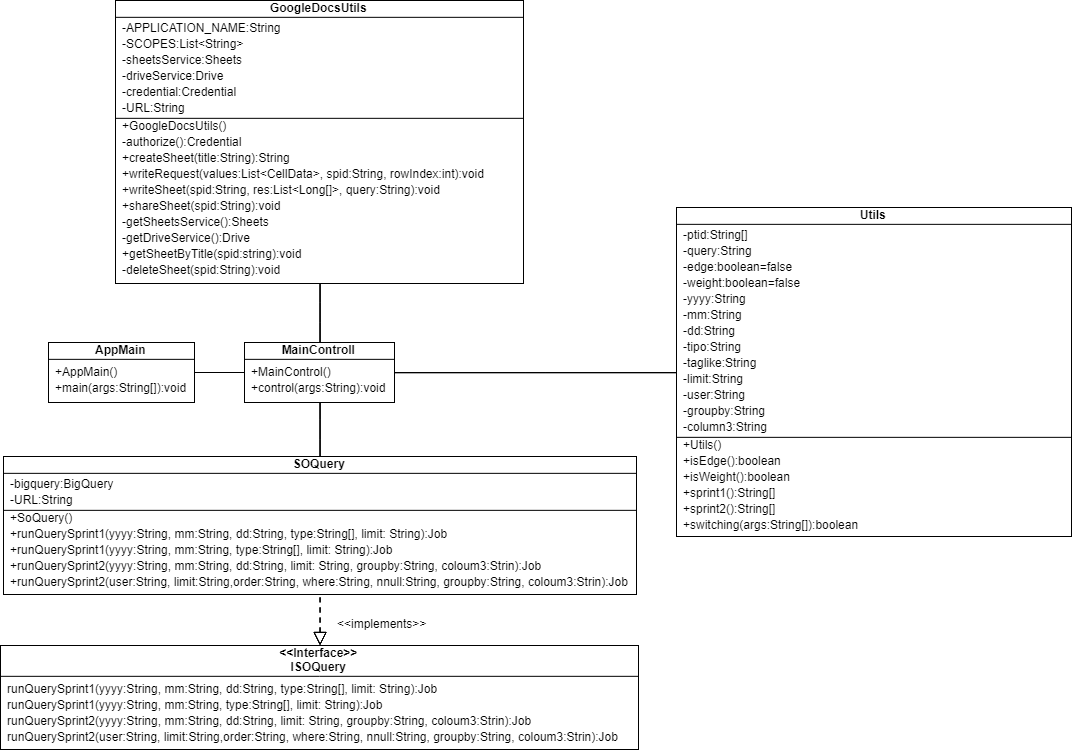 GoogleDocsUtils
-APPLICATION_NAME:String
-SCOPES:List<String>
-sheetsService:Sheets
-driveService:Drive
-credential:Credential
-URL:String
+GoogleDocsUtils()
-authorize():Credential
+createSheet(title:String):String
+writeRequest(values:List<CellData>, spid:String, rowIndex:int):void
+writeSheet(spid:String, res:List<Long[]>, query:String):void
+shareSheet(spid:String):void
-getSheetsService():Sheets
-getDriveService():Drive
+getSheetByTitle(spid:string):void
-deleteSheet(spid:String):void
Utils
-ptid:String[]
-query:String
-edge:boolean=false
-weight:boolean=false
-yyyy:String
-mm:String
-dd:String
-tipo:String
-taglike:String
-limit:String
-user:String
-groupby:String
-column3:String
+Utils()
+isEdge():boolean
+isWeight():boolean
+sprint1():String[]
+sprint2():String[]
+switching(args:String[]):boolean
AppMain
+AppMain()
+main(args:String[]):void
MainControll
+MainControl()
+control(args:String):void
SOQuery
-bigquery:BigQuery
-URL:String
+SoQuery()
+runQuerySprint1(yyyy:String, mm:String, dd:String, type:String[], limit: String):Job
+runQuerySprint1(yyyy:String, mm:String, type:String[], limit: String):Job
+runQuerySprint2(yyyy:String, mm:String, dd:String, limit: String, groupby:String, coloum3:Strin):Job
+runQuerySprint2(user:String, limit:String,order:String, where:String, nnull:String, groupby:String, coloum3:Strin):Job
<<implements>>
<<Interface>>
ISOQuery
runQuerySprint1(yyyy:String, mm:String, dd:String, type:String[], limit: String):Job
runQuerySprint1(yyyy:String, mm:String, type:String[], limit: String):Job
runQuerySprint2(yyyy:String, mm:String, dd:String, limit: String, groupby:String, coloum3:Strin):Job
runQuerySprint2(user:String, limit:String,order:String, where:String, nnull:String, groupby:String, coloum3:Strin):Job